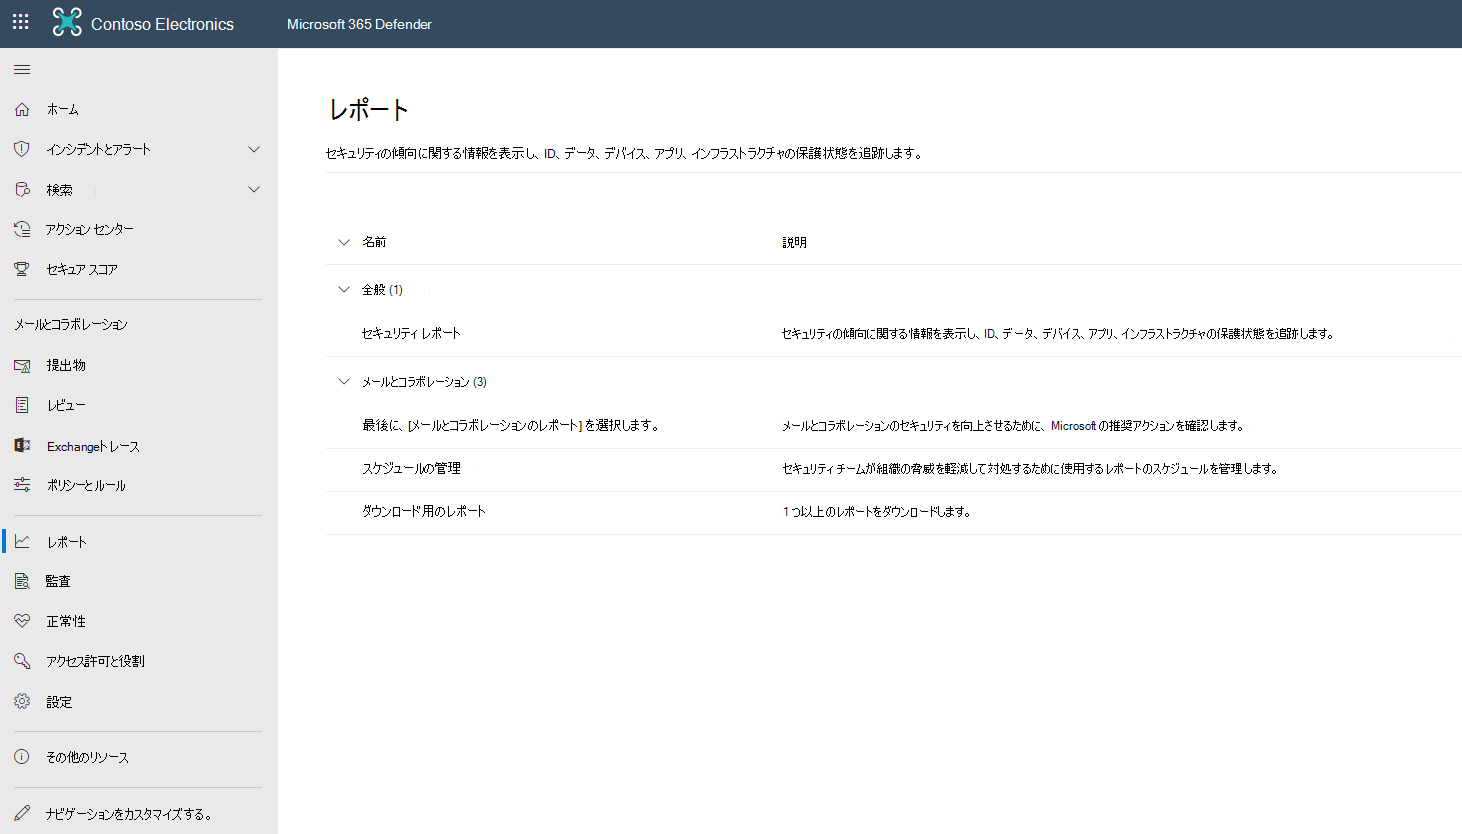 Contoso Electronics
Microsoft 365 Defender
ホーム
インシデントとアラート
検索
アクション センター
セキュア スコア
メールとコラボレーション
提出物
レビュー
Exchangeトレース
ポリシーとルール
レポート
監査
正常性
アクセス許可と役割
設定
その他のリソース
ナビゲーションをカスタマイズする。
レポート
セキュリティの傾向に関する情報を表示し、ID、データ、デバイス、アプリ、インフラストラクチャの保護状態を追跡します。
名前 説明
全般 (1)
セキュリティ レポート セキュリティの傾向に関する情報を表示し、ID、データ、デバイス、アプリ、インフラストラクチャの保護状態を追跡します。
メールとコラボレーション (3)
最後に、[メールとコラボレーションのレポート] を選択します。 メールとコラボレーションのセキュリティを向上させるために、Microsoft の推奨アクションを確認します。
スケジュールの管理 セキュリティ チームが組織の脅威を軽減して対処するために使用するレポートのスケジュールを管理します。
ダウンロード用のレポート 1 つ以上のレポートをダウンロードします。